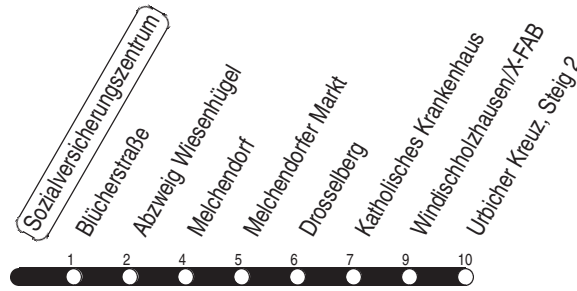 Sozialversicherungszentrum
Blücherstraße
Abzweig Wiesenhügel
Melchendorf
Melchendorfer Markt
Drosselberg
Katholisches Krankenhaus
Windischholzhausen/X-FAB
Urbicher Kreuz, Steig 2
1 2 4 5 6 7 9 10